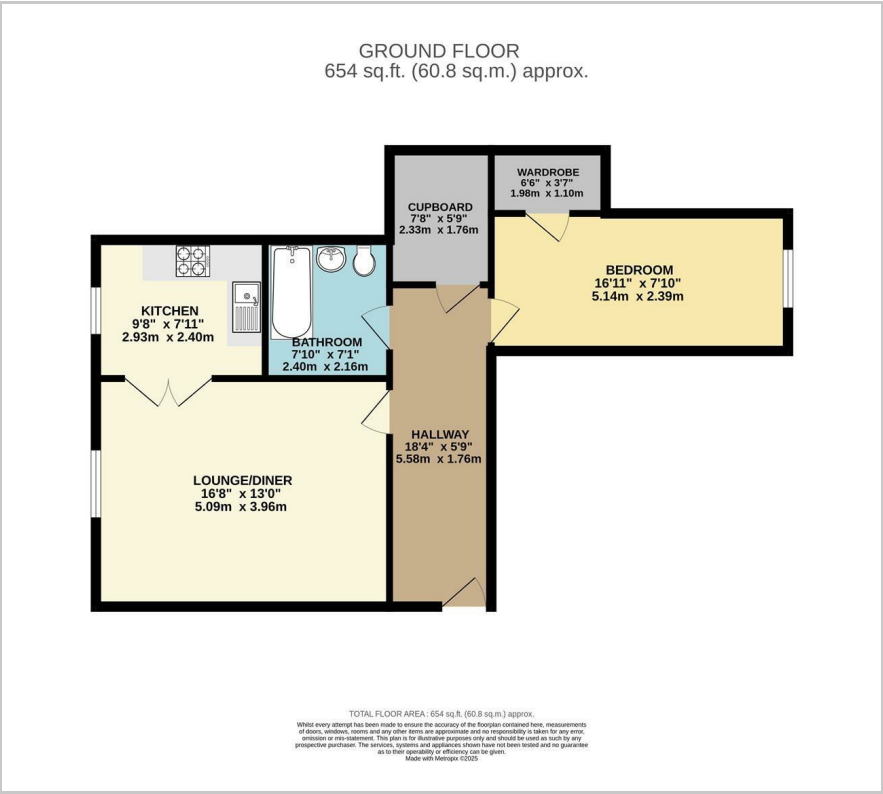 GROUND FLOOR
654 sq.ft. (60.8 sq.m.) approx.
WARDROBE
6'6" x 3'7"
1.98m x 1.10m
CUPBOARD
7'8" x 5'9"
2.33m x 1.76m
BEDROOM
16'11" x 7'10"
5.14m x 2.39m
KITCHEN
9'8" x 7'11"
2.93m x 2.40m
BATHROOM
7'10" x 7'1"
2.40m x 2.16m
HALLWAY
18'4" x 5'9"
5.58m x 1.76m
LOUNGE/DINER
16'8" x 13'0"
5.09m x 3.96m
TOTAL FLOOR AREA : 654 sq.ft. (60.8 sq.m.) approx.
Whilst every attempt has been made to ensure the accuracy of the floorplan contained here, measurements
of doors, windows, rooms and any other items are approximate and no responsibility is taken for any error,
omission or mis-statement. This plan is for illustrative purposes only and should be used as such by any
prospective purchaser. The services, systems and appliances shown have not been tested and no guarantee
as to their operability or efficiency can be given.
Made with Metropix ©2025